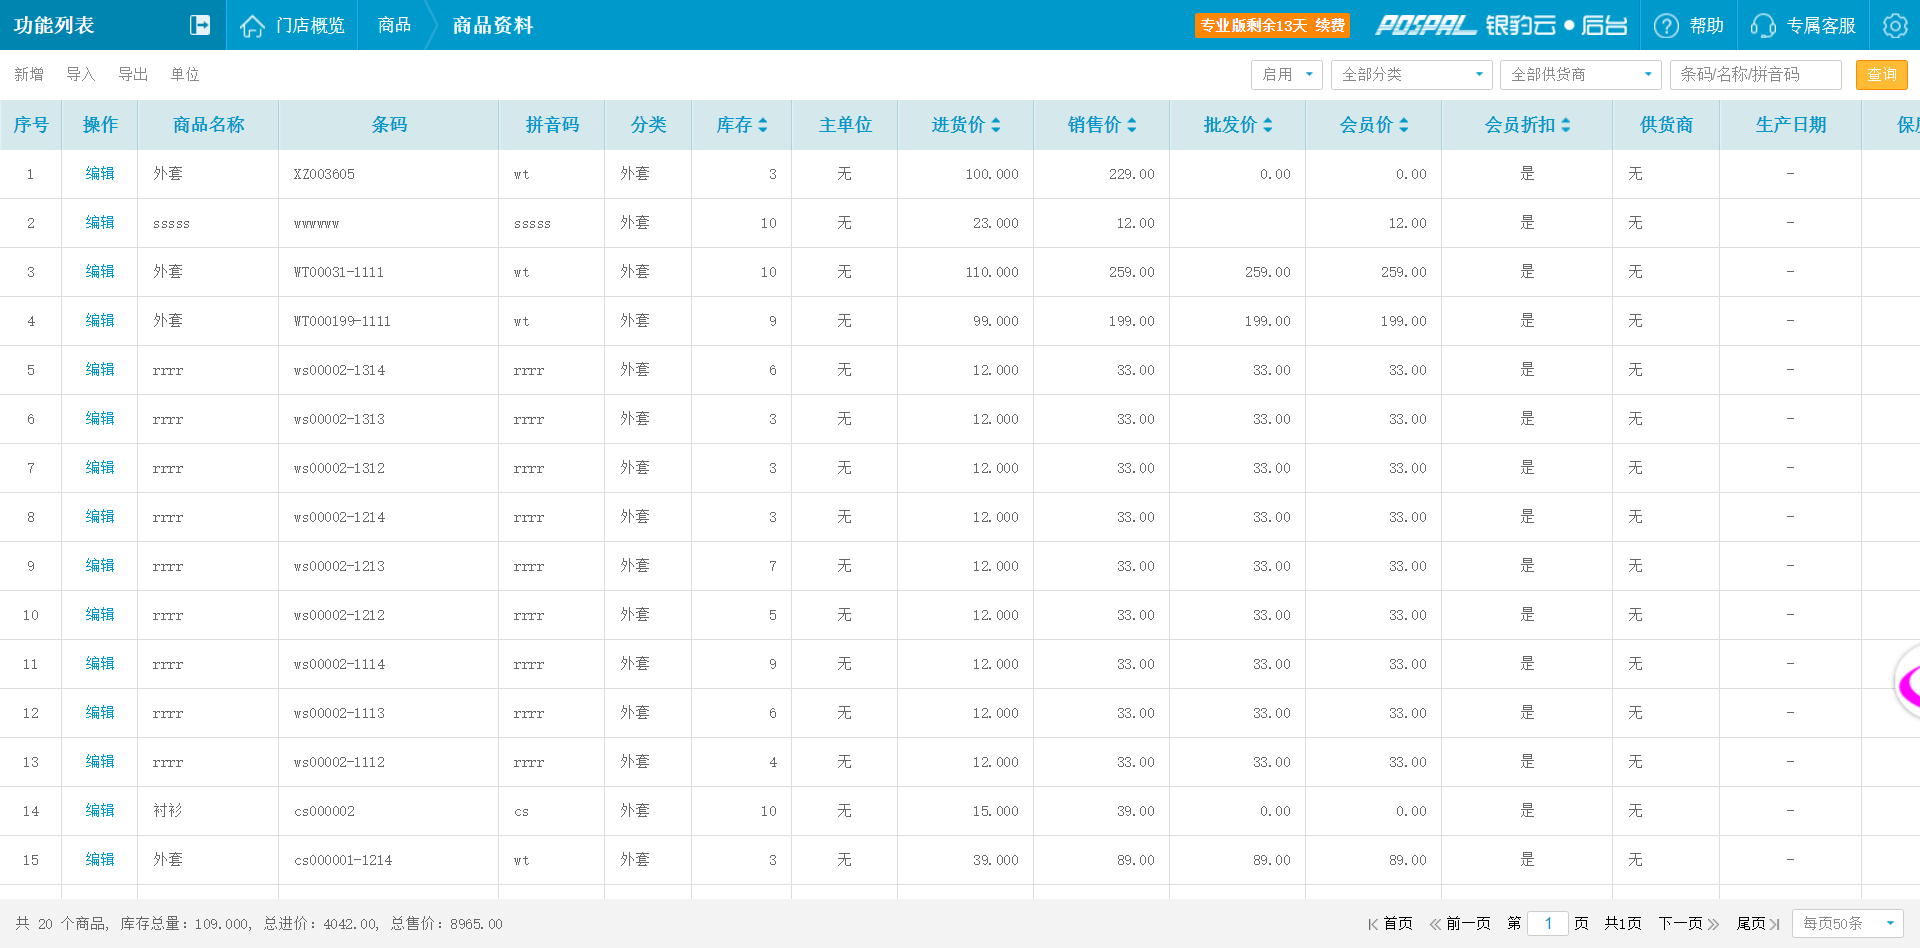 功能列表 门店概览 商品 商品资料 专业版剩余13天 续费 POSPAL 银豹云●后台 帮助 专属客服
新增 导入 导出 单位 启用 全部分类 全部供货商 条码/名称/拼音码 查询
序号 操作 商品名称 条码 拼音码 分类 库存 主单位 进货价 销售价 批发价 会员价 会员折扣 供货商 生产日期
1 编辑 外套 XZ003605 wt 外套 3 无 100.000 229.00 0.00 0.00 是 无 -
2 编辑 sssss wwwwww sssss 外套 10 无 23.000 12.00 12.00 是 无 -
3 编辑 外套 WT00031-1111 wt 外套 10 无 110.000 259.00 259.00 259.00 是 无 -
4 编辑 外套 WT000199-1111 wt 外套 9 无 99.000 199.00 199.00 199.00 是 无 -
5 编辑 rrrr ws00002-1314 rrrr 外套 6 无 12.000 33.00 33.00 33.00 是 无 -
6 编辑 rrrr ws00002-1313 rrrr 外套 3 无 12.000 33.00 33.00 33.00 是 无 -
7 编辑 rrrr ws00002-1312 rrrr 外套 3 无 12.000 33.00 33.00 33.00 是 无 -
8 编辑 rrrr ws00002-1214 rrrr 外套 3 无 12.000 33.00 33.00 33.00 是 无 -
9 编辑 rrrr ws00002-1213 rrrr 外套 7 无 12.000 33.00 33.00 33.00 是 无 -
10 编辑 rrrr ws00002-1212 rrrr 外套 5 无 12.000 33.00 33.00 33.00 是 无 -
11 编辑 rrrr ws00002-1114 rrrr 外套 9 无 12.000 33.00 33.00 33.00 是 无 -
12 编辑 rrrr ws00002-1113 rrrr 外套 6 无 12.000 33.00 33.00 33.00 是 无 -
13 编辑 rrrr ws00002-1112 rrrr 外套 4 无 12.000 33.00 33.00 33.00 是 无 -
14 编辑 衬衫 cs000002 cs 外套 10 无 15.000 39.00 0.00 0.00 是 无 -
15 编辑 外套 cs000001-1214 wt 外套 3 无 39.000 89.00 89.00 89.00 是 无 -
共 20 个商品, 库存总量: 109.000, 总进价: 4042.00, 总售价: 8965.00 首页 前一页 第 1 页 共1页 下一页 尾页 每页50条